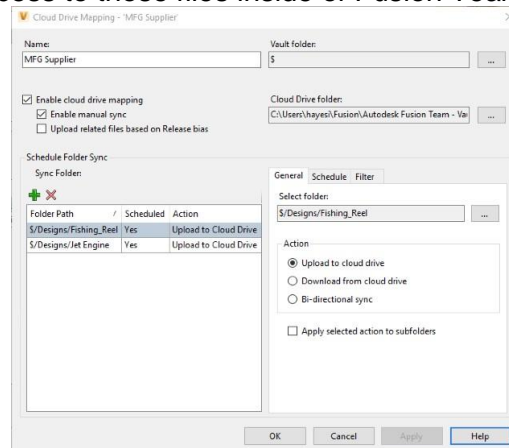 Cloud Drive Mapping - 'MFG Supplier'
Name:
MFG Supplier
Vault folder:
$
...
Enable cloud drive mapping
Enable manual sync
Upload related files based on Release bias
Cloud Drive folder:
C:\Users\hayesi\Fusion\Autodesk Fusion Team - Va
...
Schedule Folder Sync
Sync Folder:
Folder Path / Scheduled Action
$/Designs/Fishing_Reel Yes Upload to Cloud Drive
$/Designs/Jet Engine Yes Upload to Cloud Drive
General Schedule Filter
Select folder:
$/Designs/Fishing_Reel
...
Action
Upload to cloud drive
Download from cloud drive
Bi-directional sync
Apply selected action to subfolders
OK Cancel Apply Help